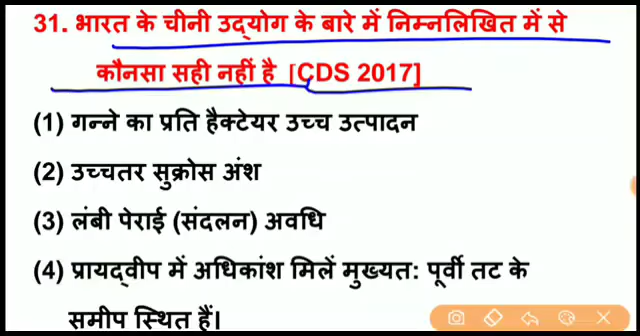 31. भारत के चीनी उद्योग के बारे में निम्नलिखित में से
कौनसा सही नहीं है [CDS 2017]
(1) गन्ने का प्रति हैक्टेयर उच्च उत्पादन
(2) उच्चतर सुक्रोस अंश
(3) लंबी पेराई (संदलन) अवधि
(4) प्रायद्वीप में अधिकांश मिलें मुख्यत: पूर्वी तट के
समीप स्थित हैं।